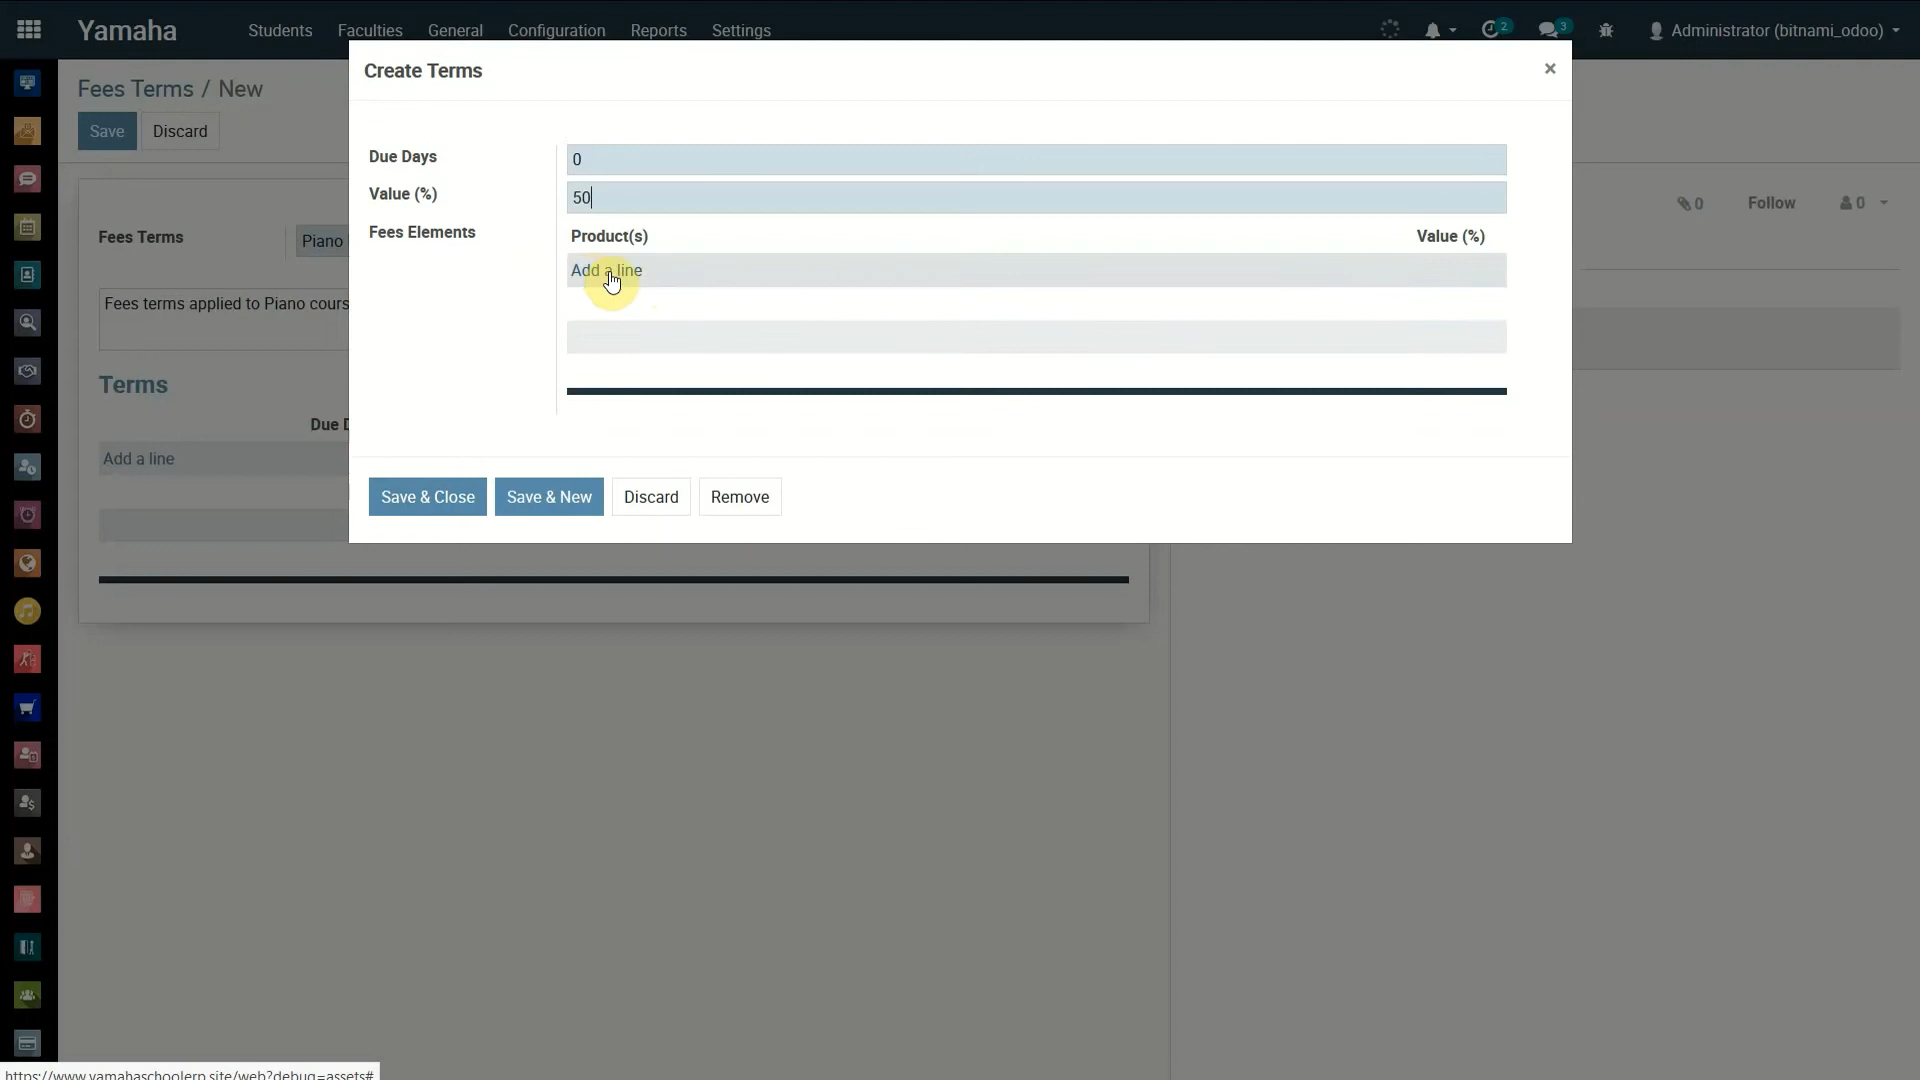 Yamaha Students Faculties General Configuration Reports Settings 2 3 Administrator (bitnami_odoo)
Create Terms ×
Fees Terms / New
Save Discard
Due Days 0
Value (%) 50
Fees Elements Product(s) Value (%)
Add a line
Save & Close Save & New Discard Remove
0 Follow 0
Fees Terms Piano
Fees terms applied to Piano cours
Terms
Due D
Add a line
https://www.yamahaschoolerp.site/web?debug=assets#